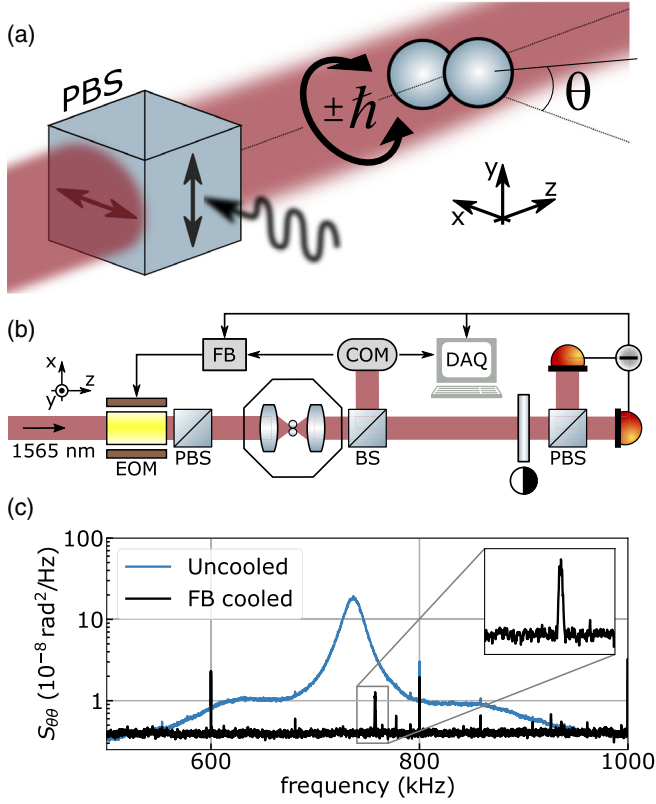 (a)
PBS
± ħ
θ
y
z
x
(b)
x
z
y
FB
COM
DAQ
1565 nm
EOM
PBS
BS
PBS
(c)
100
10
1
S_θθ (10⁻⁸ rad²/Hz)
Uncooled
FB cooled
600
800
1000
frequency (kHz)